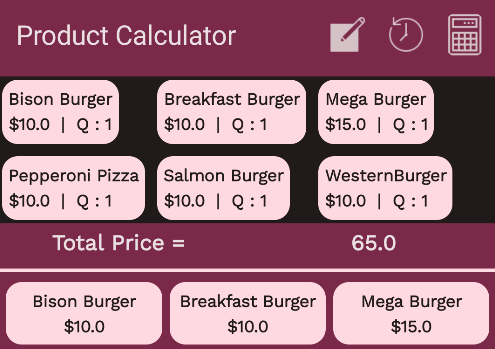 Product Calculator
Bison Burger Breakfast Burger Mega Burger
$10.0 | Q : 1 $10.0 | Q : 1 $15.0 | Q : 1
Pepperoni Pizza Salmon Burger WesternBurger
$10.0 | Q : 1 $10.0 | Q : 1 $10.0 | Q : 1
Total Price = 65.0
Bison Burger Breakfast Burger Mega Burger
$10.0 $10.0 $15.0